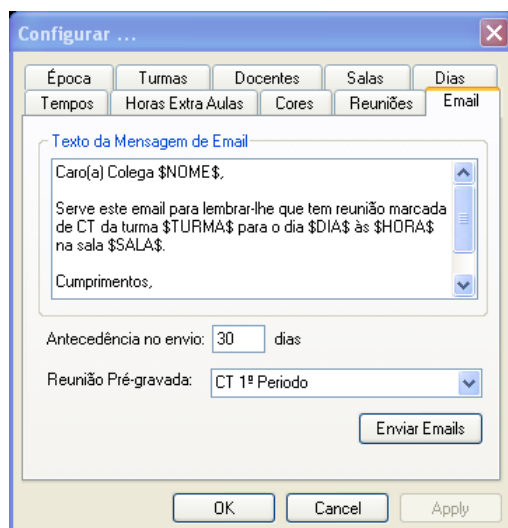 Configurar ...
Época Turmas Docentes Salas Dias
Tempos Horas Extra Aulas Cores Reuniões Email
Texto da Mensagem de Email
Caro(a) Colega $NOME$,
Serve este email para lembrar-lhe que tem reunião marcada
de CT da turma $TURMA$ para o dia $DIA$ às $HORA$
na sala $SALA$.
Cumprimentos,
Antecedência no envio: 30 dias
Reunião Pré-gravada: CT 1º Periodo
Enviar Emails
OK Cancel Apply